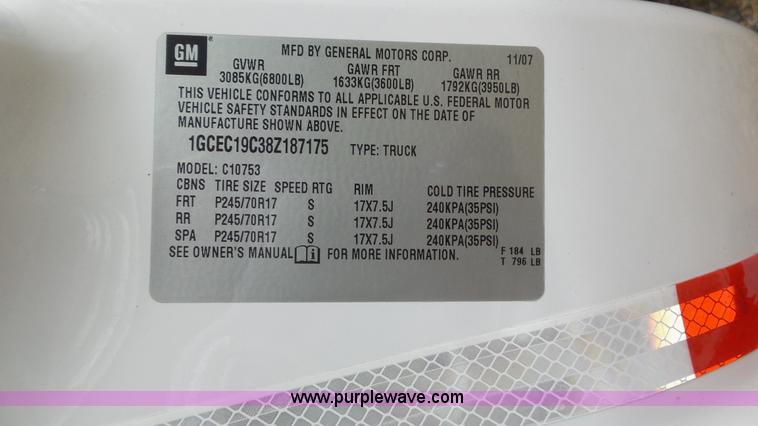 GM
MFD BY GENERAL MOTORS CORP. 11/07
GVWR GAWR FRT GAWR RR
3085KG(6800LB) 1633KG(3600LB) 1792KG(3950LB)
THIS VEHICLE CONFORMS TO ALL APPLICABLE U.S. FEDERAL MOTOR
VEHICLE SAFETY STANDARDS IN EFFECT ON THE DATE OF
MANUFACTURE SHOWN ABOVE.
1GCEC19C38Z187175 TYPE: TRUCK
MODEL: C10753
CBNS TIRE SIZE SPEED RTG RIM COLD TIRE PRESSURE
FRT P245/70R17 S 17X7.5J 240KPA(35PSI)
RR P245/70R17 S 17X7.5J 240KPA(35PSI)
SPA P245/70R17 S 17X7.5J 240KPA(35PSI)
SEE OWNER'S MANUAL i FOR MORE INFORMATION. F 184 LB
T 796 LB
www.purplewave.com